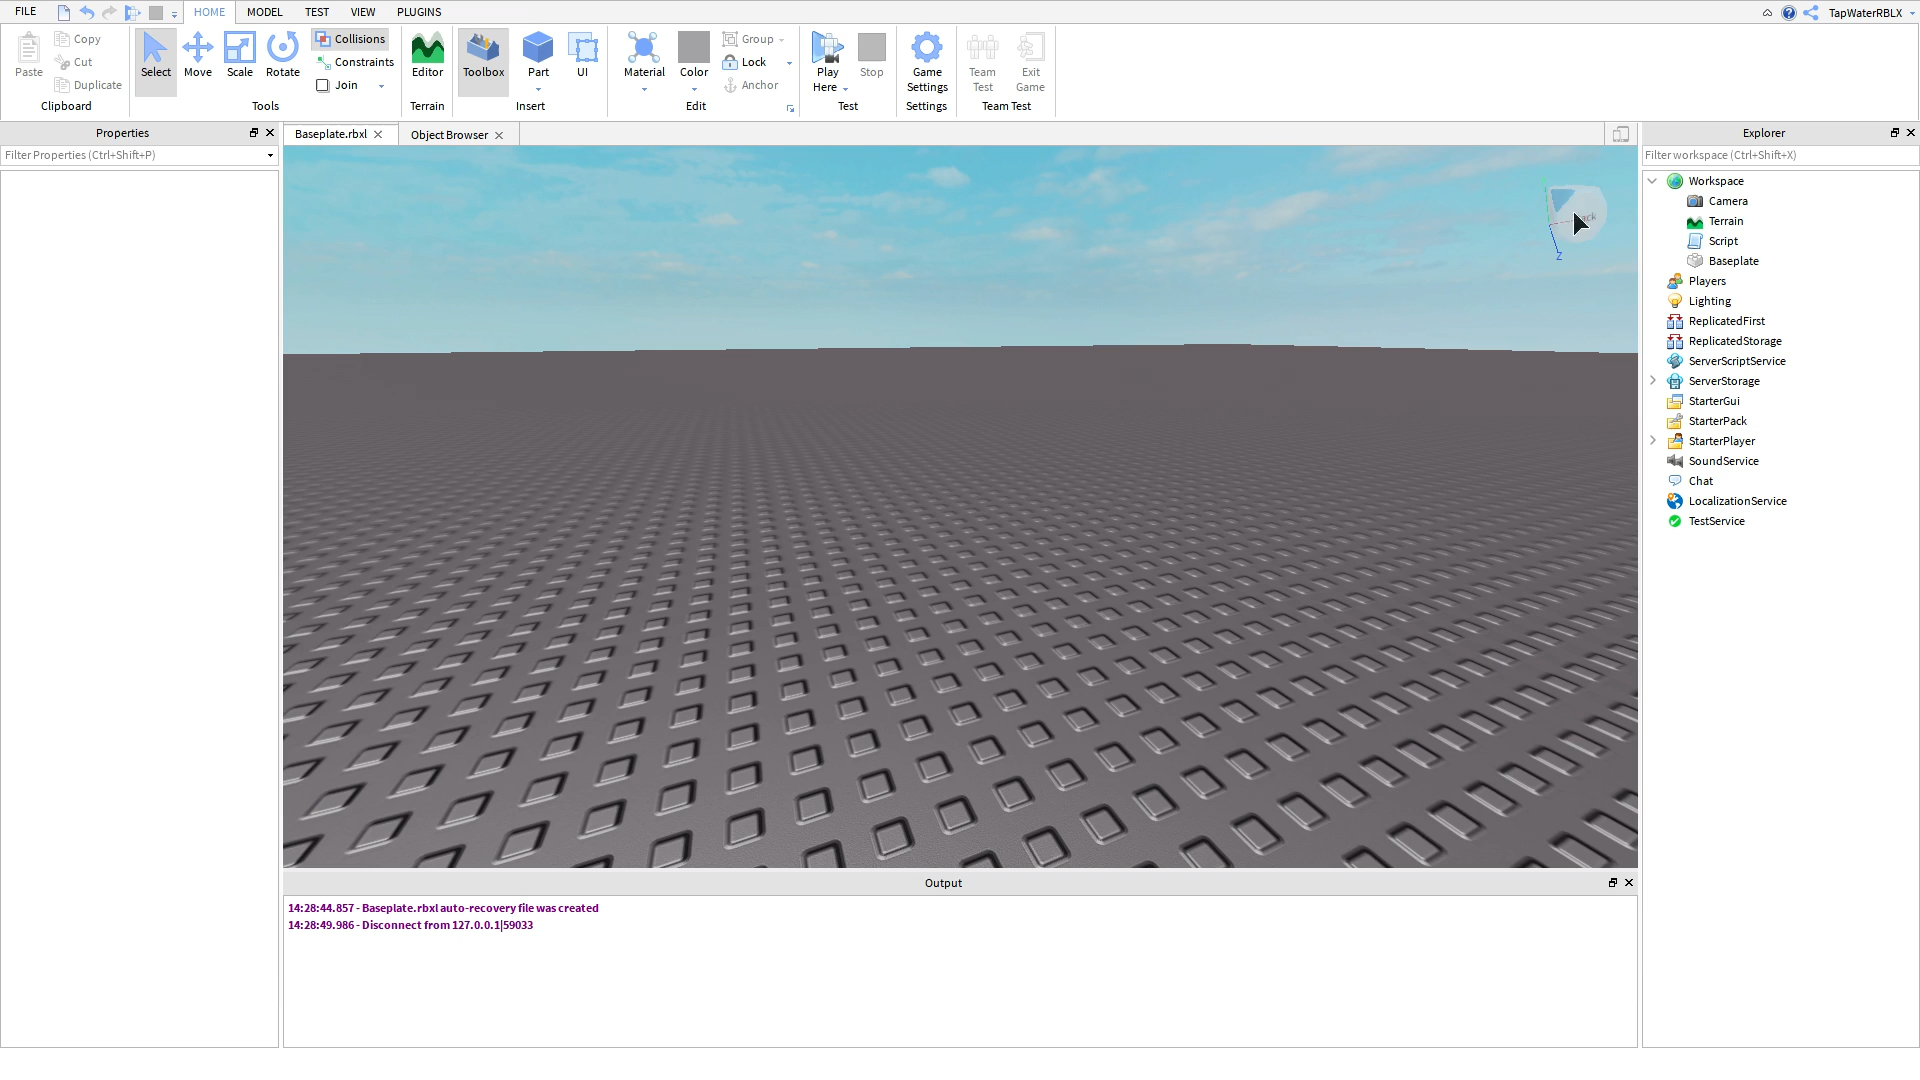 FILE HOME MODEL TEST VIEW PLUGINS TapWaterRBLX
Paste Copy Cut Duplicate
Clipboard
Select Move Scale Rotate Collisions Constraints Join
Tools
Editor
Terrain
Toolbox Part UI
Insert
Material Color Group Lock Anchor
Edit
Play Here Stop
Test
Game Settings
Settings
Team Test Exit Game
Team Test
Properties
Filter Properties (Ctrl+Shift+P)
Baseplate.rbxl Object Browser
Z
Explorer
Filter workspace (Ctrl+Shift+X)
Workspace
Camera
Terrain
Script
Baseplate
Players
Lighting
ReplicatedFirst
ReplicatedStorage
ServerScriptService
ServerStorage
StarterGui
StarterPack
StarterPlayer
SoundService
Chat
LocalizationService
TestService
Output
14:28:44.857 - Baseplate.rbxl auto-recovery file was created
14:28:49.986 - Disconnect from 127.0.0.1|59033